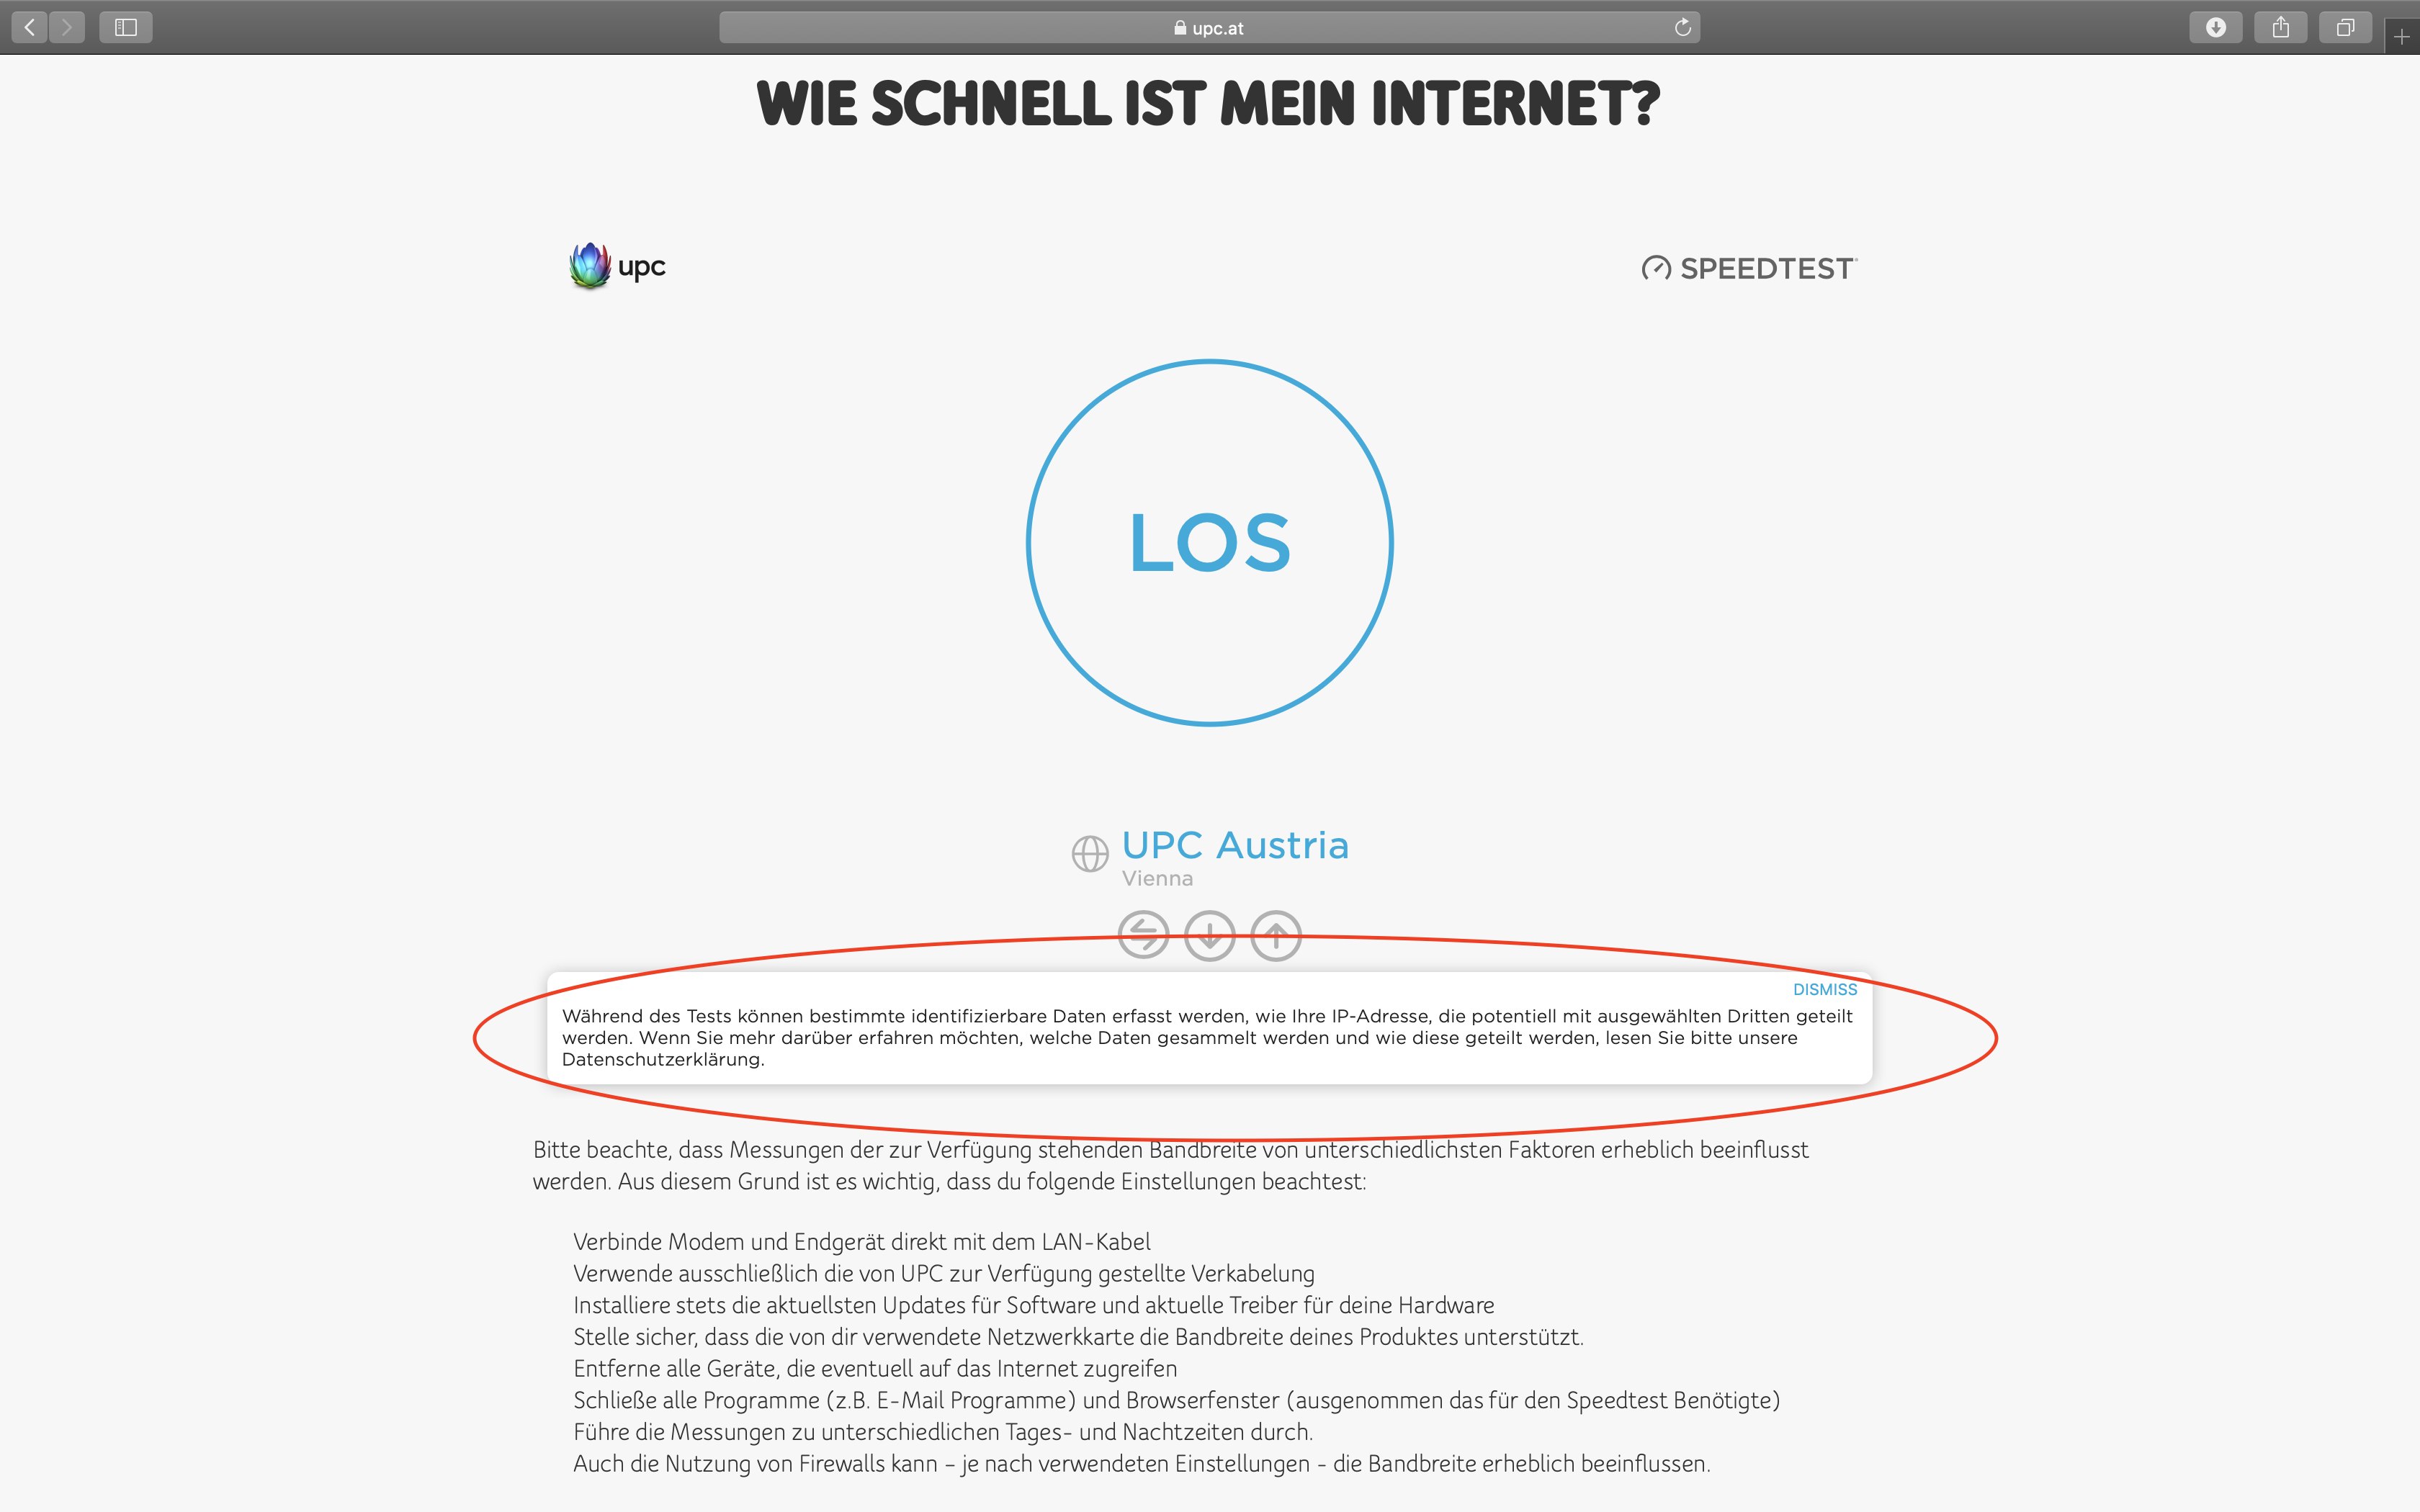 upc.at
WIE SCHNELL IST MEIN INTERNET?
upc
SPEEDTEST
LOS
UPC Austria
Vienna
DISMISS
Während des Tests können bestimmte identifizierbare Daten erfasst werden, wie Ihre IP-Adresse, die potentiell mit ausgewählten Dritten geteilt
werden. Wenn Sie mehr darüber erfahren möchten, welche Daten gesammelt werden und wie diese geteilt werden, lesen Sie bitte unsere
Datenschutzerklärung.
Bitte beachte, dass Messungen der zur Verfügung stehenden Bandbreite von unterschiedlichsten Faktoren erheblich beeinflusst
werden. Aus diesem Grund ist es wichtig, dass du folgende Einstellungen beachtest:
Verbinde Modem und Endgerät direkt mit dem LAN-Kabel
Verwende ausschließlich die von UPC zur Verfügung gestellte Verkabelung
Installiere stets die aktuellsten Updates für Software und aktuelle Treiber für deine Hardware
Stelle sicher, dass die von dir verwendete Netzwerkkarte die Bandbreite deines Produktes unterstützt.
Entferne alle Geräte, die eventuell auf das Internet zugreifen
Schließe alle Programme (z.B. E-Mail Programme) und Browserfenster (ausgenommen das für den Speedtest Benötigte)
Führe die Messungen zu unterschiedlichen Tages- und Nachtzeiten durch.
Auch die Nutzung von Firewalls kann – je nach verwendeten Einstellungen - die Bandbreite erheblich beeinflussen.